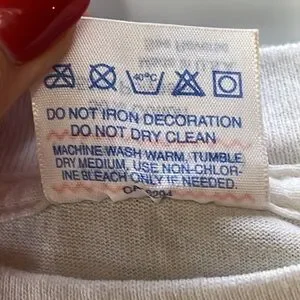 40°C
DO NOT IRON DECORATION
DO NOT DRY CLEAN
MACHINE WASH WARM, TUMBLE
DRY MEDIUM. USE NON-CHLOR-
INE BLEACH ONLY IF NEEDED.